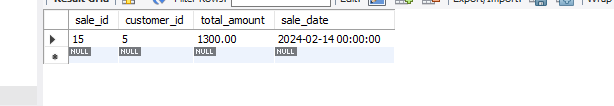 Result Grid Filter Rows: Edit: Export/Import: Wrap
sale_id customer_id total_amount sale_date
15 5 1300.00 2024-02-14 00:00:00
NULL NULL NULL NULL